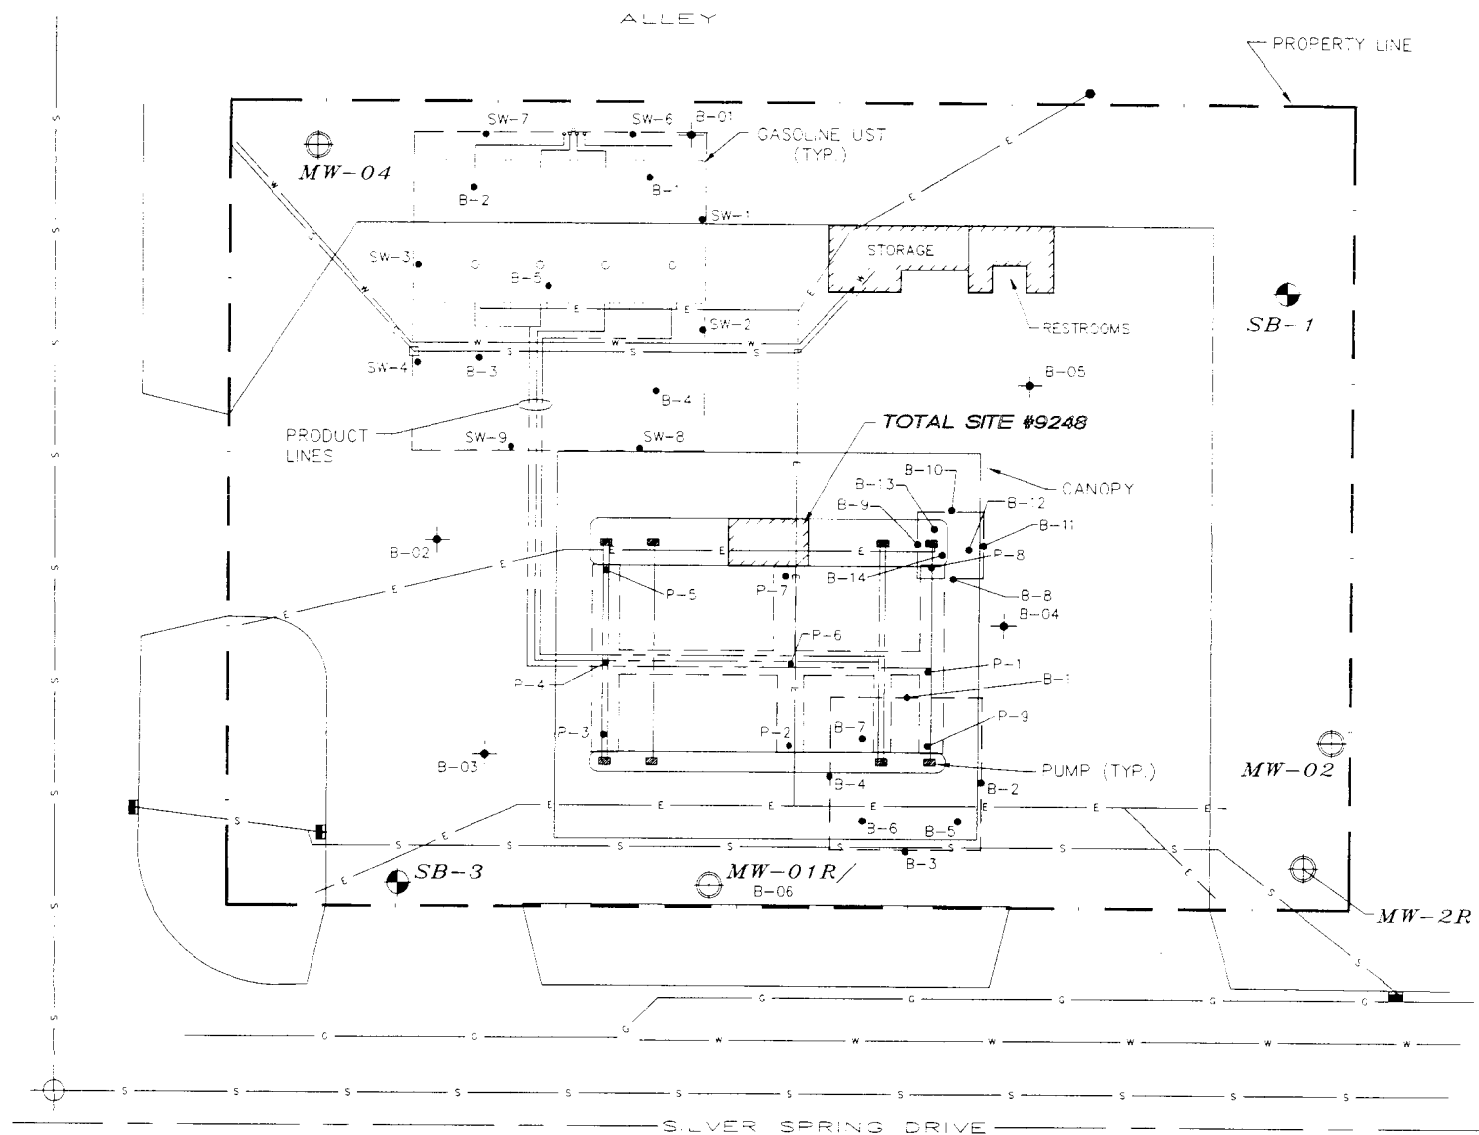 ALLEY
PROPERTY LINE
SW-7
SW-6
B-01
GASOLINE UST
(TYP.)
MW-04
B-2
B-1
SW-1
STORAGE
SW-3
B-5
SB-1
RESTROOMS
SW-2
SW-4
B-3
B-05
B-4
TOTAL SITE #9248
PRODUCT
LINES
SW-9
SW-8
B-10
B-13
CANOPY
B-9
B-12
B-11
B-02
P-8
B-14
P-7
P-5
B-8
B-04
P-6
P-4
P-1
B-1
P-9
P-3
P-2
B-7
B-03
MW-02
PUMP (TYP.)
B-4
B-2
B-6
B-5
B-3
SB-3
MW-01R/
B-06
MW-2R
E
S
W
G
SILVER SPRING DRIVE